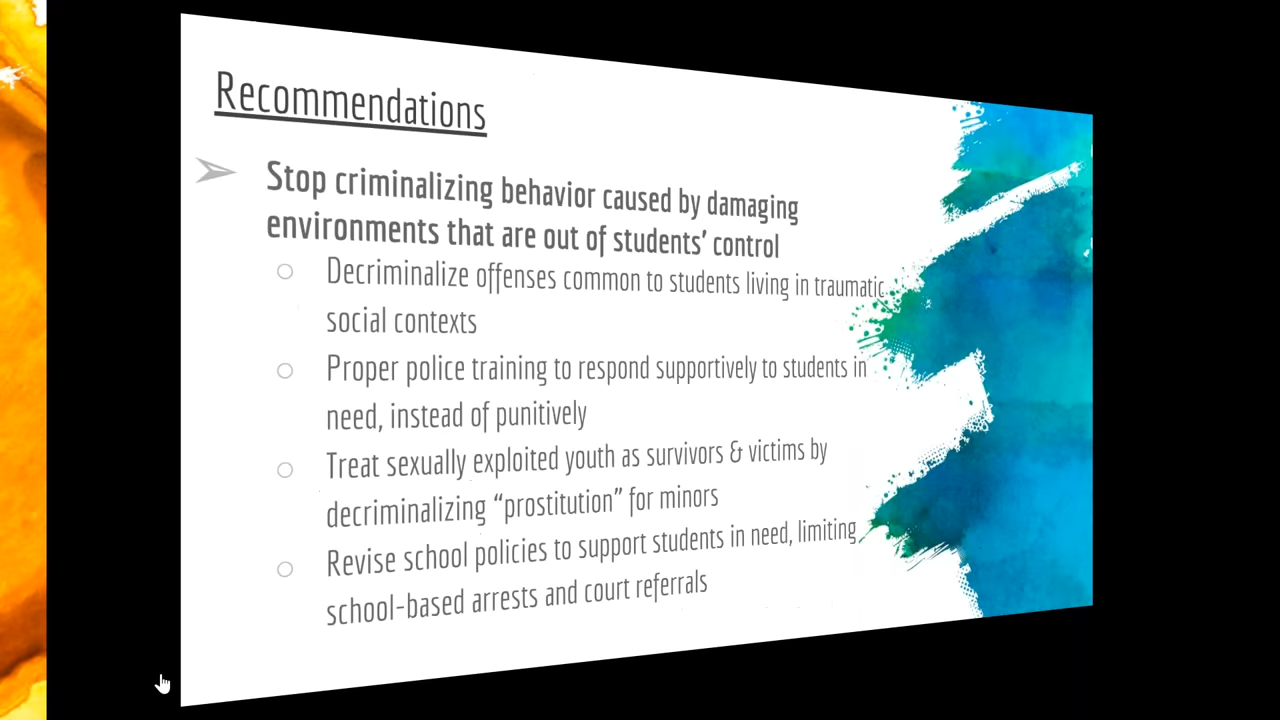 Recommendations
Stop criminalizing behavior caused by damaging
environments that are out of students’ control
Decriminalize offenses common to students living in traumatic
social contexts
Proper police training to respond supportively to students in
need, instead of punitively
Treat sexually exploited youth as survivors & victims by
decriminalizing “prostitution” for minors
Revise school policies to support students in need, limiting
school-based arrests and court referrals